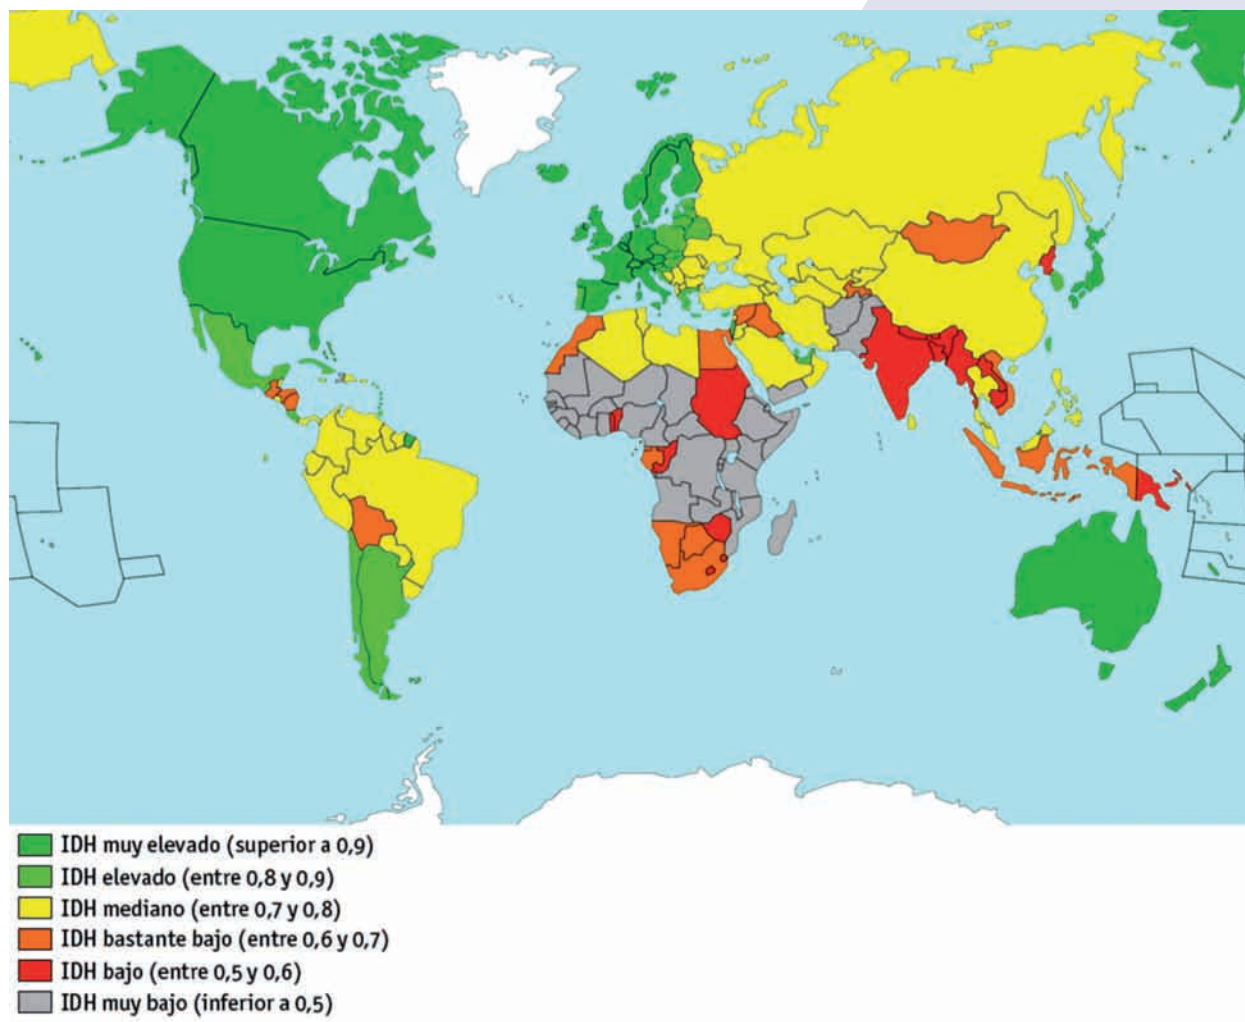 IDH muy elevado (superior a 0,9)
IDH elevado (entre 0,8 y 0,9)
IDH mediano (entre 0,7 y 0,8)
IDH bastante bajo (entre 0,6 y 0,7)
IDH bajo (entre 0,5 y 0,6)
IDH muy bajo (inferior a 0,5)